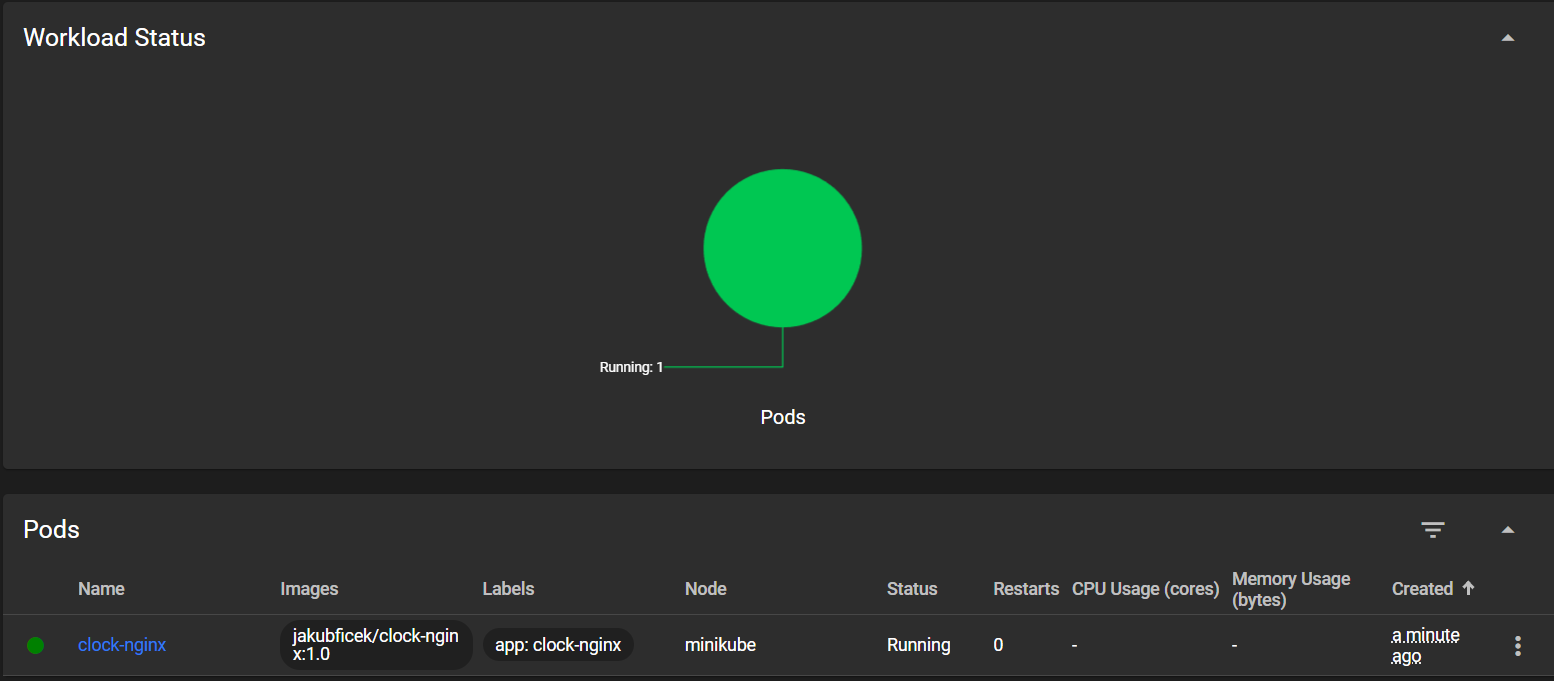 Workload Status
Running: 1
Pods
Pods
Name Images Labels Node Status Restarts CPU Usage (cores) Memory Usage (bytes) Created
clock-nginx jakubficek/clock-nginx:1.0 app: clock-nginx minikube Running 0 - - a minute ago